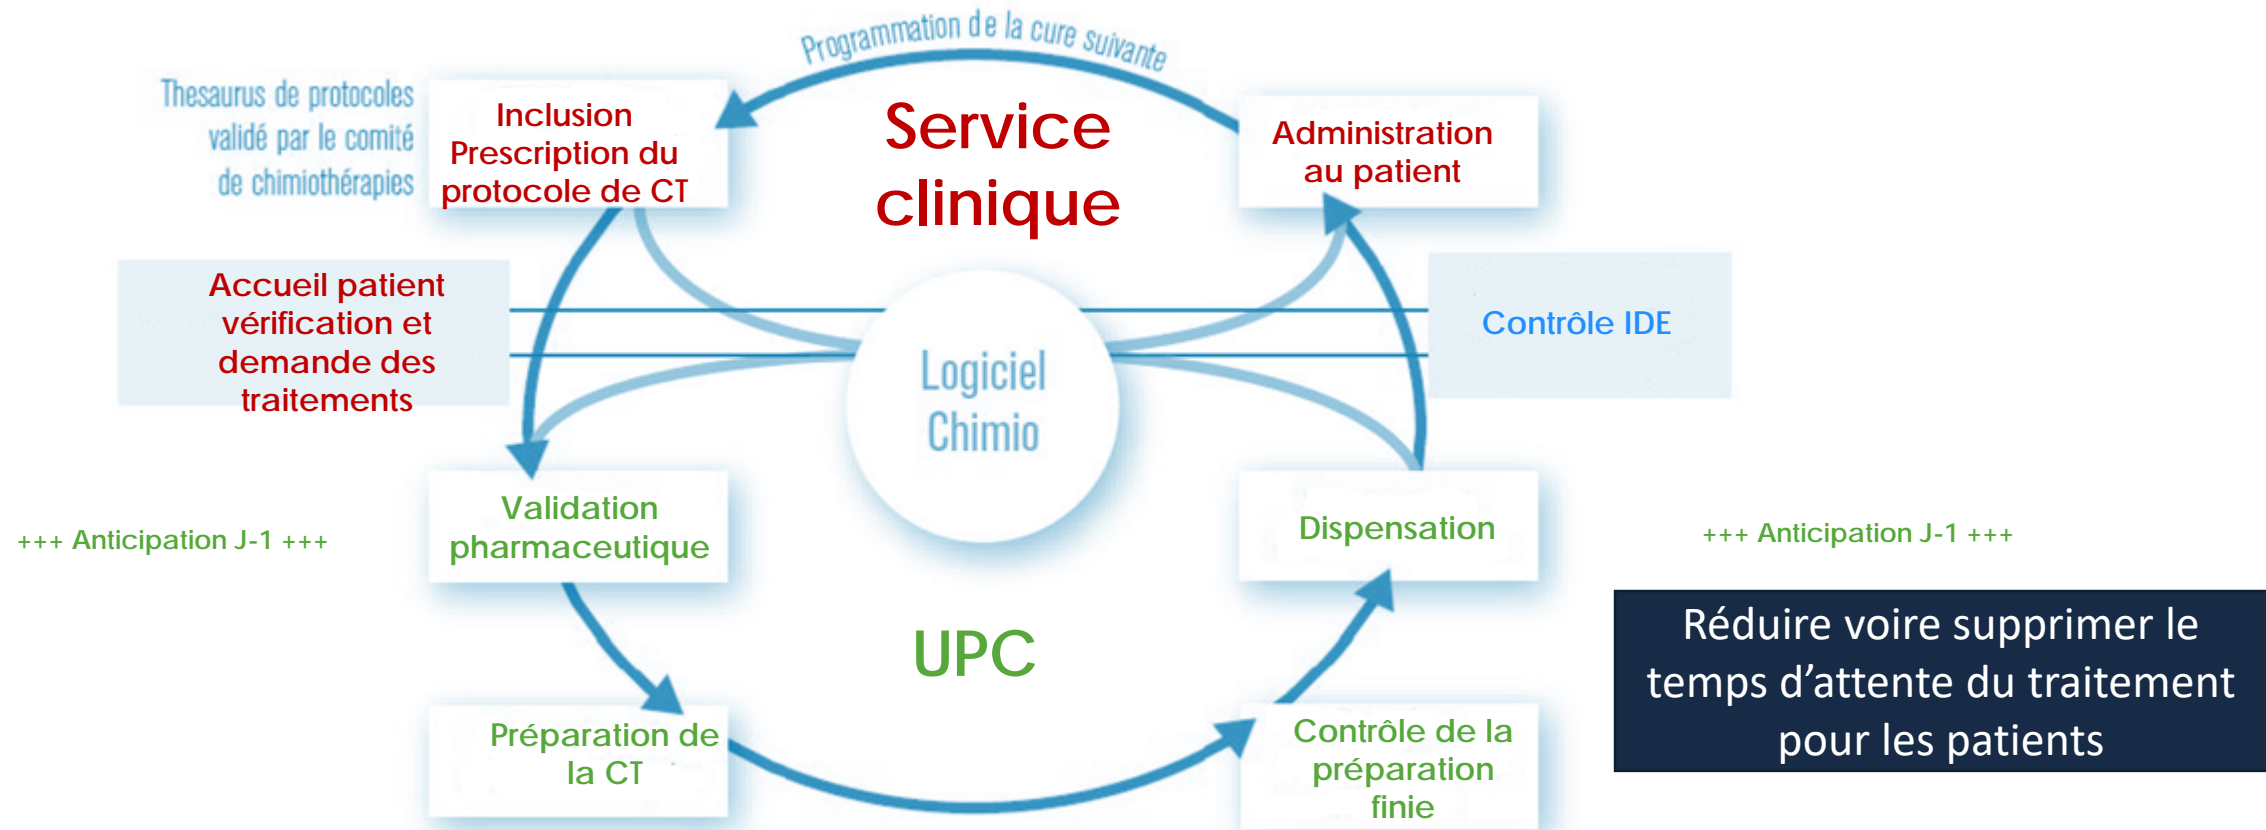 Programmation de la cure suivante
Thesaurus de protocoles
validé par le comité
de chimiothérapies
Inclusion
Prescription du
protocole de CT
Service
clinique
Administration
au patient
Accueil patient
vérification et
demande des
traitements
Contrôle IDE
Logiciel
Chimio
+++ Anticipation J-1 +++
Validation
pharmaceutique
Dispensation
+++ Anticipation J-1 +++
UPC
Réduire voire supprimer le
temps d’attente du traitement
pour les patients
Préparation de
la CT
Contrôle de la
préparation
finie